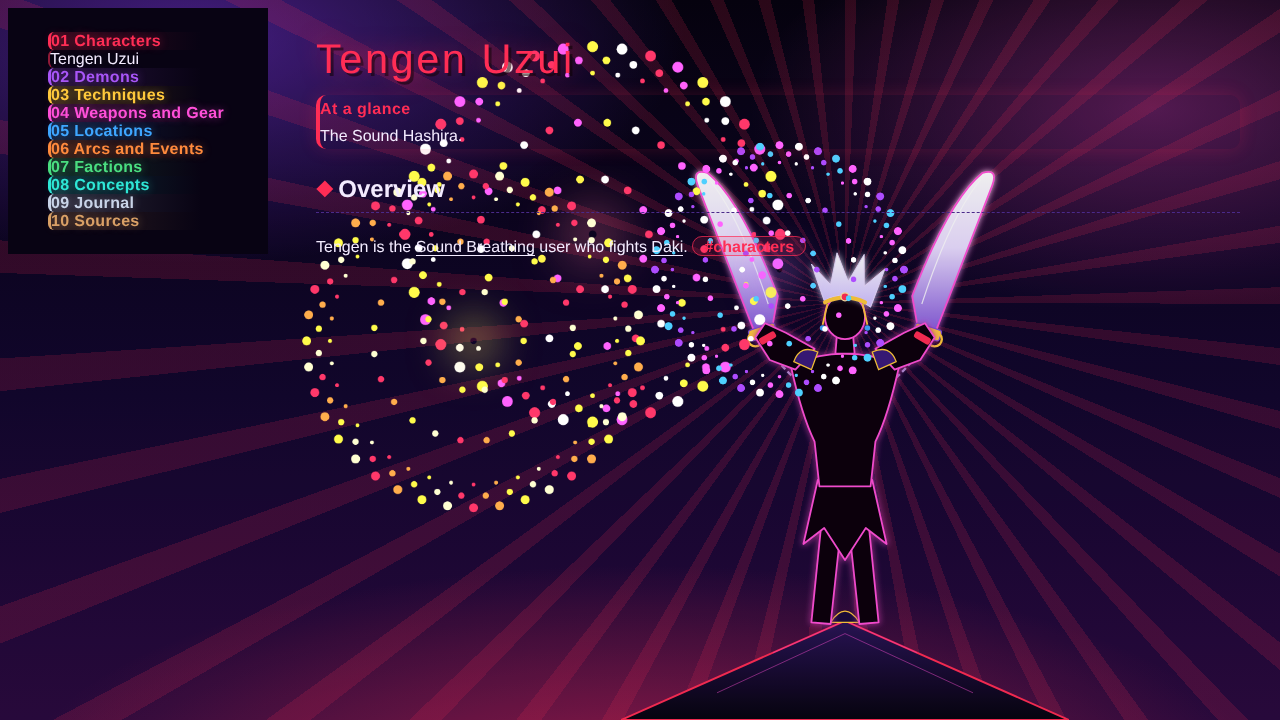 01 Characters
Tengen Uzui
02 Demons
03 Techniques
04 Weapons and Gear
05 Locations
06 Arcs and Events
07 Factions
08 Concepts
09 Journal
10 Sources
Tengen Uzui
At a glance
The Sound Hashira.
Overview
Tengen is the Sound Breathing user who fights Daki. #characters